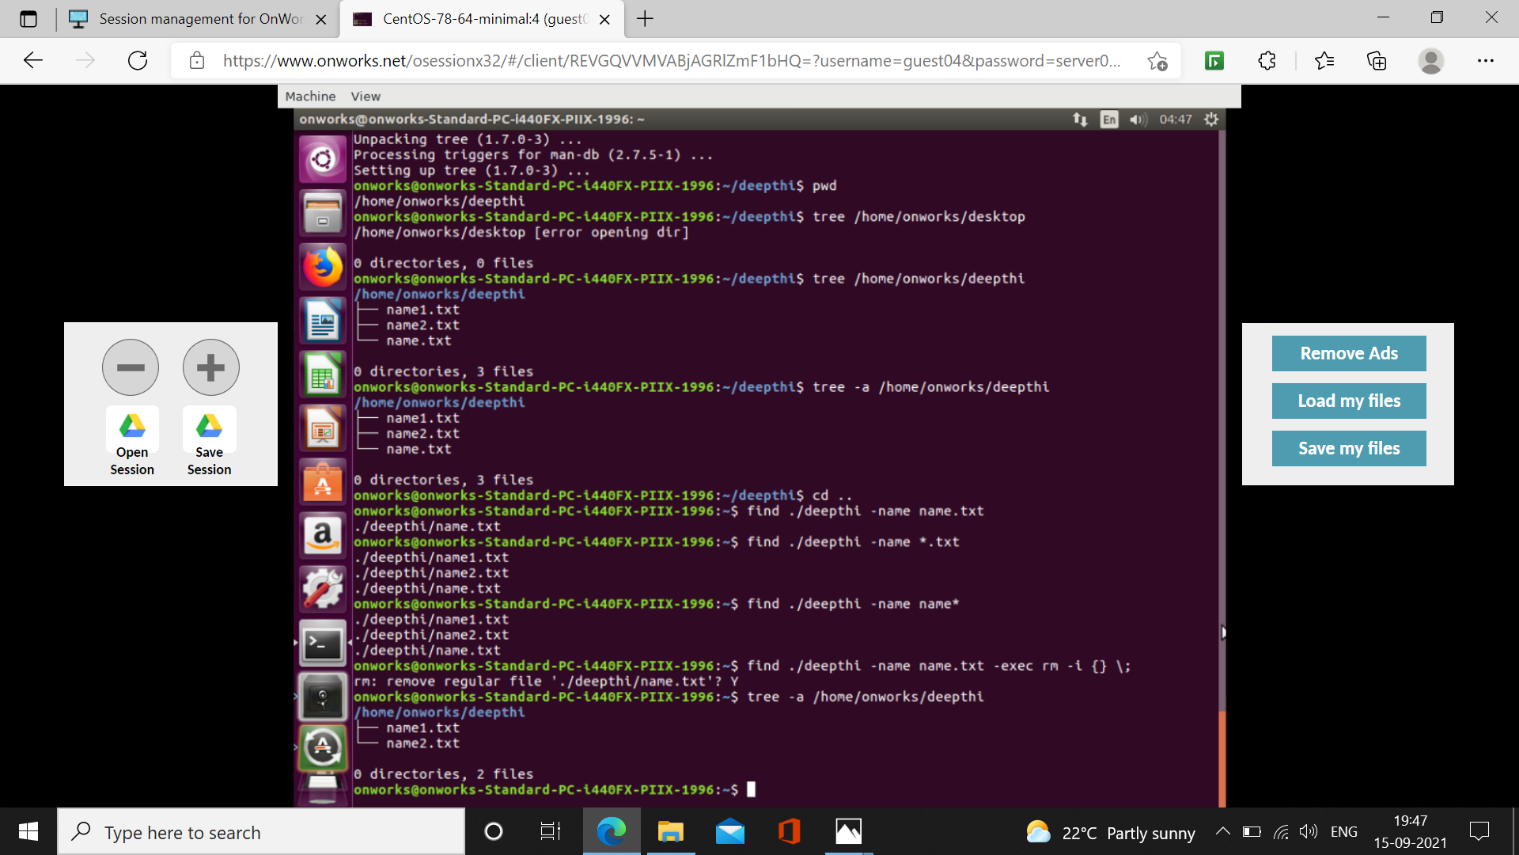 Session management for OnWor
CentOS-78-64-minimal:4 (guest0
https://www.onworks.net/osessionx32/#/client/REVGQVVMVABjAGRlZmF1bHQ=?username=guest04&password=server0...
Machine View
onworks@onworks-Standard-PC-i440FX-PIIX-1996: ~
En
04:47
Unpacking tree (1.7.0-3) ...
Processing triggers for man-db (2.7.5-1) ...
Setting up tree (1.7.0-3) ...
onworks@onworks-Standard-PC-i440FX-PIIX-1996:~/deepthi$ pwd
/home/onworks/deepthi
onworks@onworks-Standard-PC-i440FX-PIIX-1996:~/deepthi$ tree /home/onworks/desktop
/home/onworks/desktop [error opening dir]
0 directories, 0 files
onworks@onworks-Standard-PC-i440FX-PIIX-1996:~/deepthi$ tree /home/onworks/deepthi
/home/onworks/deepthi
├── name1.txt
├── name2.txt
└── name.txt
0 directories, 3 files
onworks@onworks-Standard-PC-i440FX-PIIX-1996:~/deepthi$ tree -a /home/onworks/deepthi
/home/onworks/deepthi
├── name1.txt
├── name2.txt
└── name.txt
0 directories, 3 files
onworks@onworks-Standard-PC-i440FX-PIIX-1996:~/deepthi$ cd ..
onworks@onworks-Standard-PC-i440FX-PIIX-1996:~$ find ./deepthi -name name.txt
./deepthi/name.txt
onworks@onworks-Standard-PC-i440FX-PIIX-1996:~$ find ./deepthi -name *.txt
./deepthi/name1.txt
./deepthi/name2.txt
./deepthi/name.txt
onworks@onworks-Standard-PC-i440FX-PIIX-1996:~$ find ./deepthi -name name*
./deepthi/name1.txt
./deepthi/name2.txt
./deepthi/name.txt
onworks@onworks-Standard-PC-i440FX-PIIX-1996:~$ find ./deepthi -name name.txt -exec rm -i {} \;
rm: remove regular file './deepthi/name.txt'? Y
onworks@onworks-Standard-PC-i440FX-PIIX-1996:~$ tree -a /home/onworks/deepthi
/home/onworks/deepthi
├── name1.txt
└── name2.txt
0 directories, 2 files
onworks@onworks-Standard-PC-i440FX-PIIX-1996:~$
Open Session
Save Session
Remove Ads
Load my files
Save my files
Type here to search
22°C Partly sunny
ENG
19:47
15-09-2021